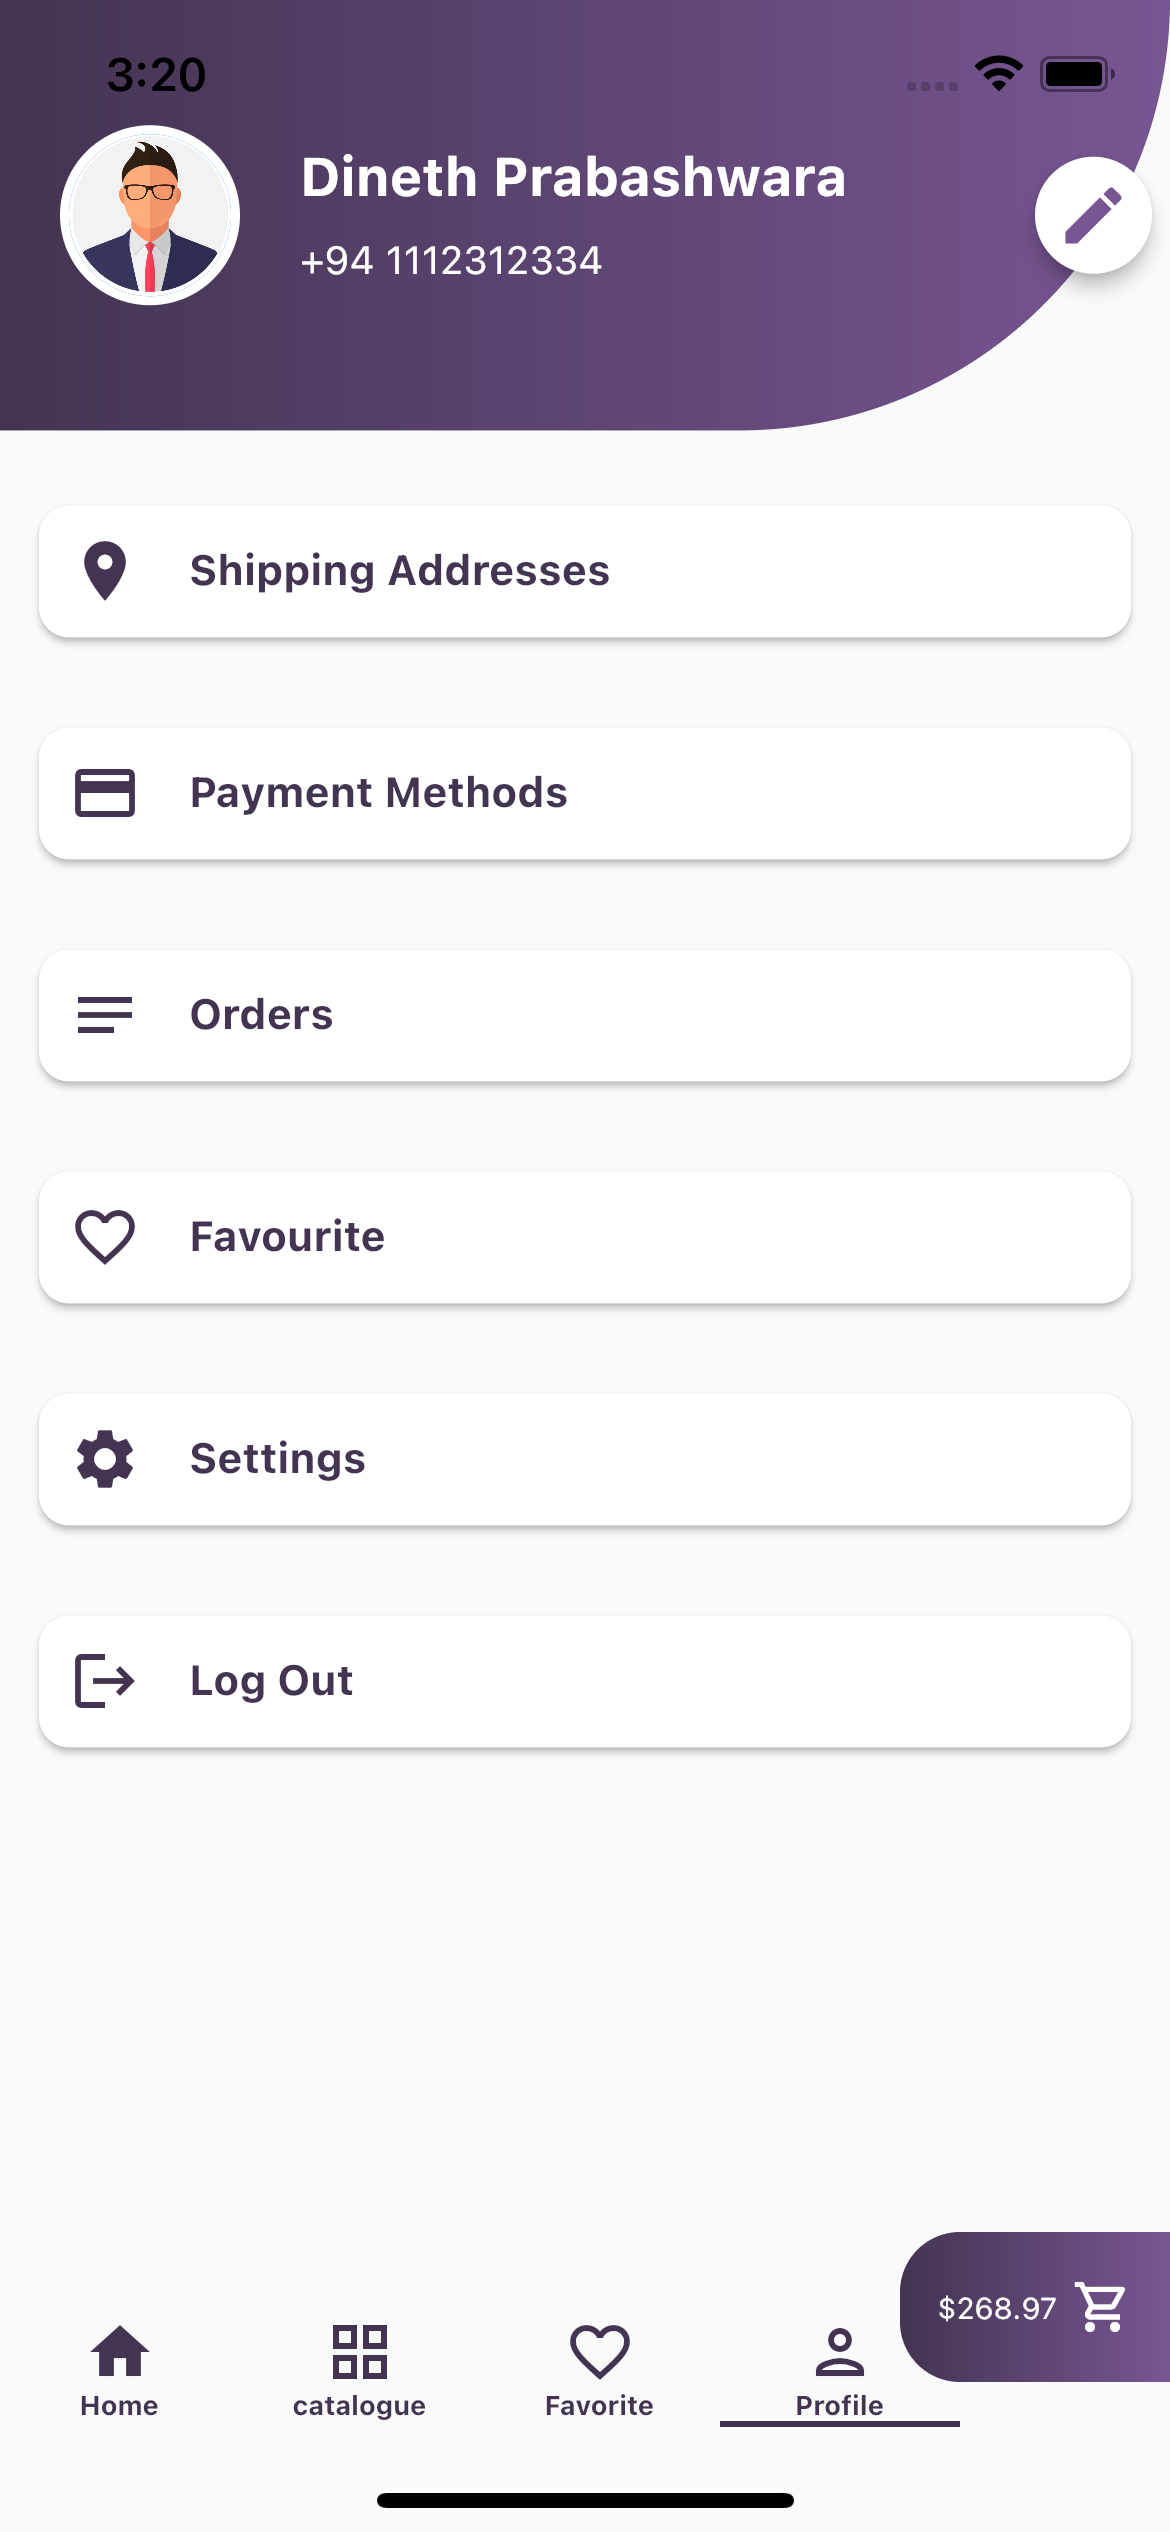 3:20
Dineth Prabashwara
+94 1112312334
Shipping Addresses
Payment Methods
Orders
Favourite
Settings
Log Out
$268.97
Home
catalogue
Favorite
Profile